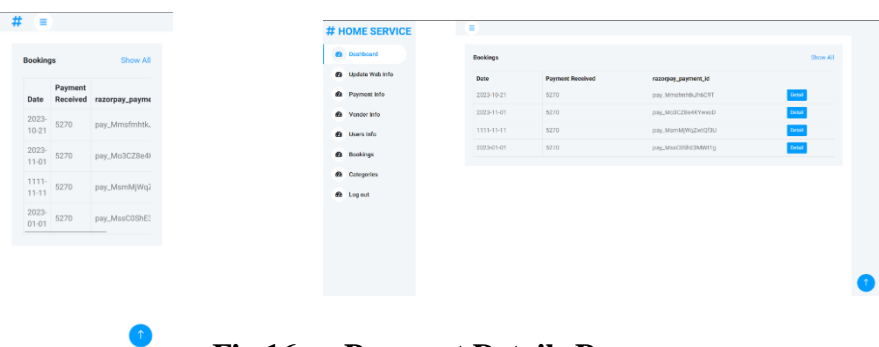 #
Bookings Show All
Date Payment Received razorpay_payme
2023-10-21 5270 pay_Mmsfmhtk.
2023-11-01 5270 pay_Mo3CZ8e4
1111-11-11 5270 pay_MsmMjWqZ
2023-01-01 5270 pay_MssC0ShE
# HOME SERVICE
Dashboard
Update Web Info
Payment Info
Vendor Info
Users Info
Bookings
Categories
Log out
Bookings Show All
Date Payment Received razorpay_payment_id
2023-10-21 5270 Detail
2023-11-01 5270 Detail
1111-11-11 5270 Detail
2023-01-01 5270 Detail